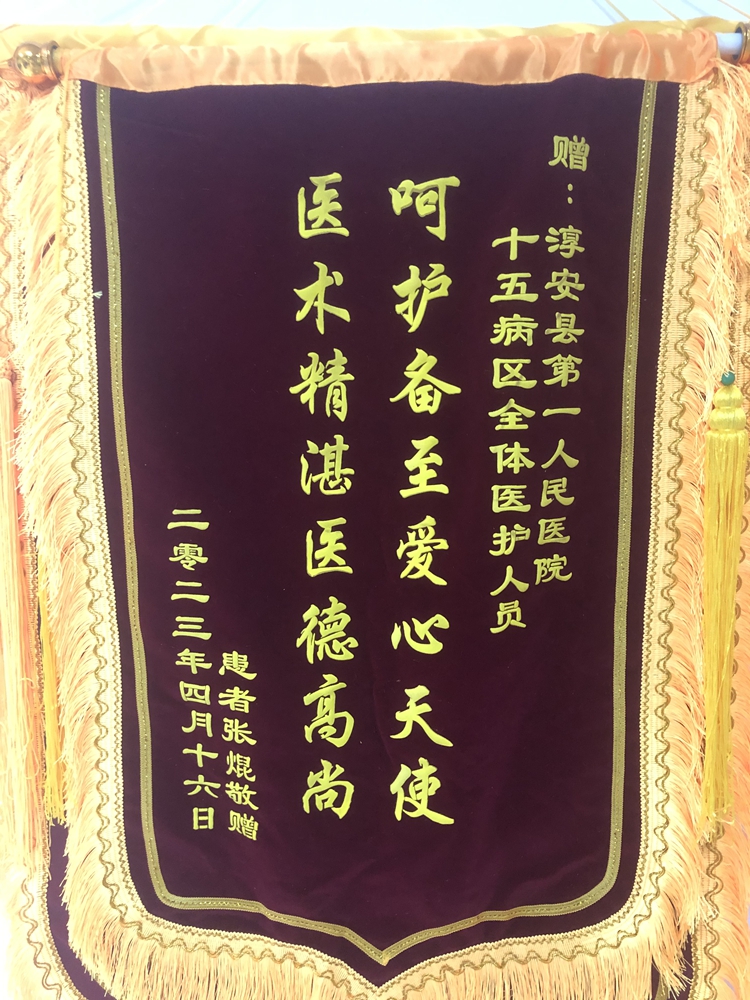 赠：淳安县第一人民医院
十五病区全体医护人员
呵护备至爱心天使
医术精湛医德高尚
患者张焜敬赠
二零二三年四月十六日